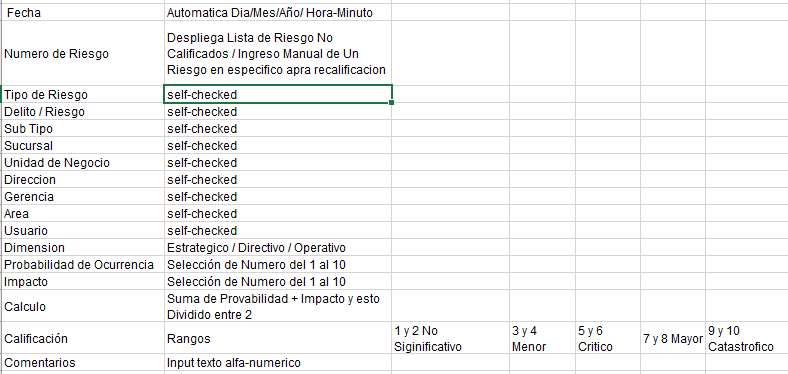 Fecha Automatica Dia/Mes/Año/ Hora-Minuto
Numero de Riesgo Despliega Lista de Riesgo No
Calificados / Ingreso Manual de Un
Riesgo en especifico apra recalificacion
Tipo de Riesgo self-checked
Delito / Riesgo self-checked
Sub Tipo self-checked
Sucursal self-checked
Unidad de Negocio self-checked
Direccion self-checked
Gerencia self-checked
Area self-checked
Usuario self-checked
Dimension Estrategico / Directivo / Operativo
Probabilidad de Ocurrencia Selección de Numero del 1 al 10
Impacto Selección de Numero del 1 al 10
Calculo Suma de Provabilidad + Impacto y esto
Dividido entre 2
Calificación Rangos 1 y 2 No Siginificativo 3 y 4 Menor 5 y 6 Critico 7 y 8 Mayor 9 y 10 Catastrofico
Comentarios Input texto alfa-numerico